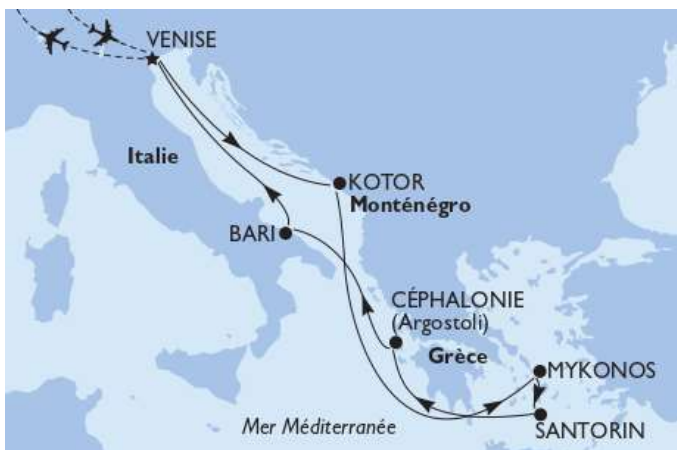 VENISE
Italie
KOTOR
Monténégro
BARI
CÉPHALONIE
(Argostoli)
Grèce
MYKONOS
SANTORIN
Mer Méditerranée